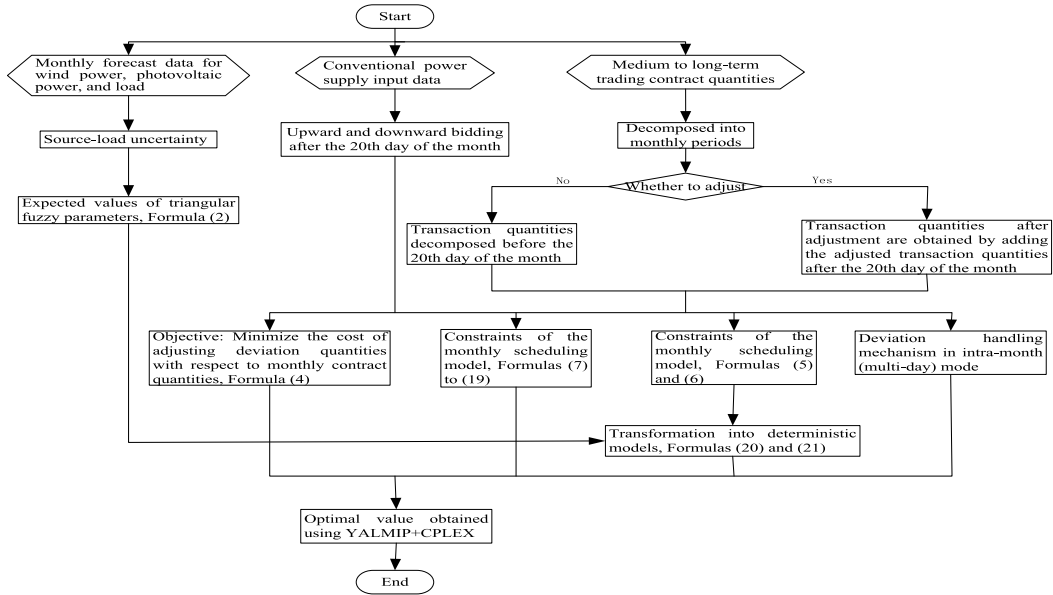 Start
Monthly forecast data for
wind power, photovoltaic
power, and load
Conventional power
supply input data
Medium to long-term
trading contract quantities
Source-load uncertainty
Upward and downward bidding
after the 20th day of the month
Decomposed into
monthly periods
No
Whether to adjust
Yes
Expected values of triangular
fuzzy parameters, Formula (2)
Transaction quantities
decomposed before the
20th day of the month
Transaction quantities after
adjustment are obtained by adding
the adjusted transaction quantities
after the 20th day of the month
Objective: Minimize the cost of
adjusting deviation quantities
with respect to monthly contract
quantities, Formula (4)
Constraints of the
monthly scheduling
model, Formulas (7)
to (19)
Constraints of the
monthly scheduling
model, Formulas (5)
and (6)
Deviation handling
mechanism in intra-month
(multi-day) mode
Transformation into deterministic
models, Formulas (20) and (21)
Optimal value obtained
using YALMIP+CPLEX
End